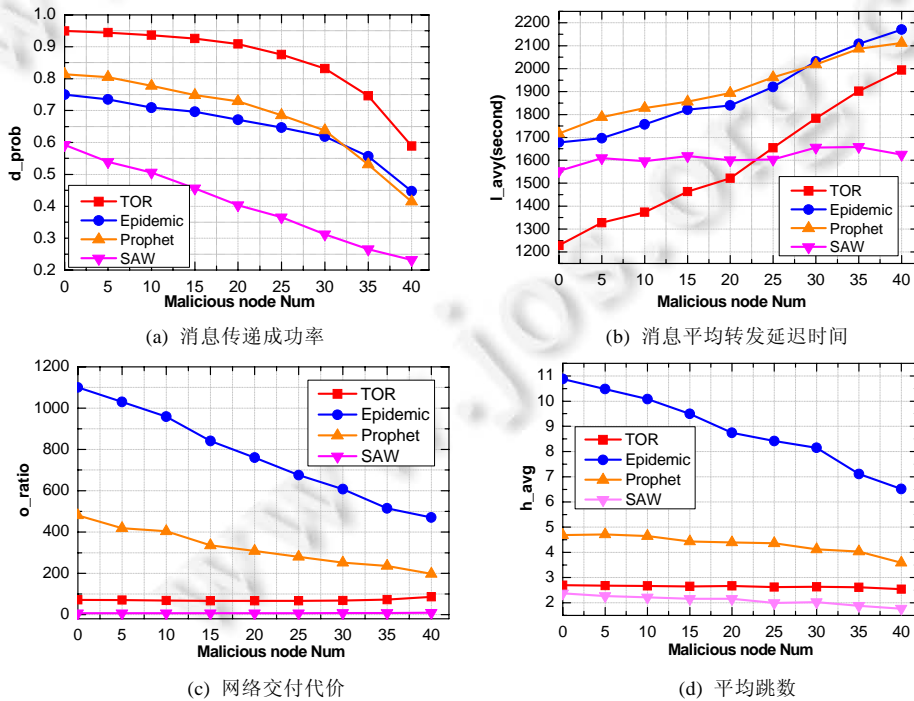 1.0
0.9
0.8
0.7
0.6
0.5
0.4
0.3
0.2
d_prob
TOR
Epidemic
Prophet
SAW
0 5 10 15 20 25 30 35 40
Malicious node Num
(a) 消息传递成功率
2200
2100
2000
1900
1800
1700
1600
1500
1400
1300
1200
l_avy(second)
TOR
Epidemic
Prophet
SAW
0 5 10 15 20 25 30 35 40
Malicious node Num
(b) 消息平均转发延迟时间
1200
1000
800
600
400
200
0
o_ratio
TOR
Epidemic
Prophet
SAW
0 5 10 15 20 25 30 35 40
Malicious node Num
(c) 网络交付代价
11
10
9
8
7
6
5
4
3
2
h_avg
TOR
Epidemic
Prophet
SAW
0 5 10 15 20 25 30 35 40
Malicious node Num
(d) 平均跳数